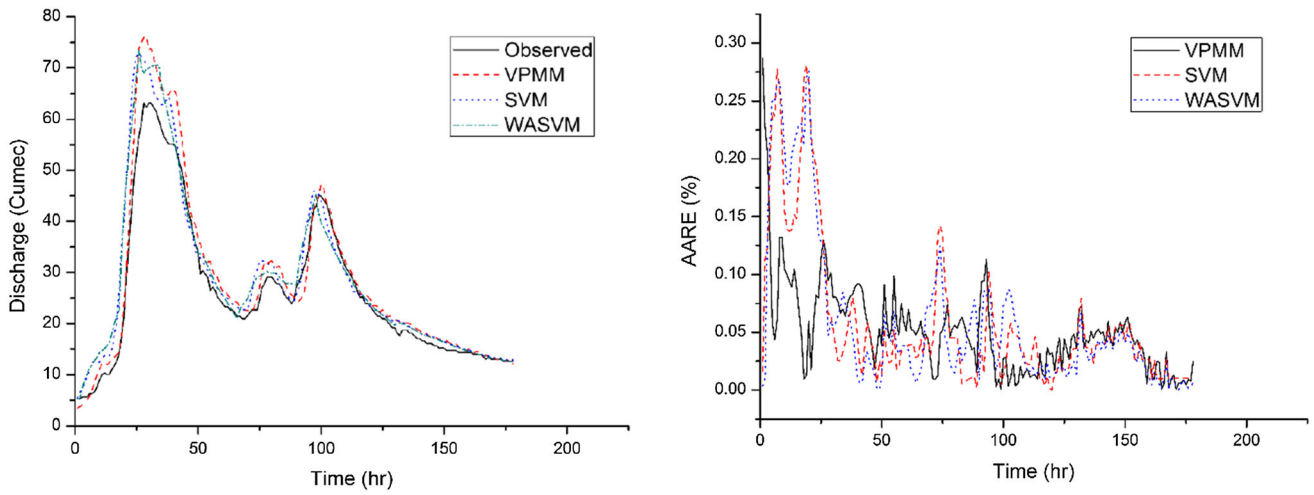 80
70
60
50
40
30
20
10
0
Discharge (Cumec)
0
50
100
150
200
Time (hr)
Observed
VPMM
SVM
WASVM
0.30
0.25
0.20
0.15
0.10
0.05
0.00
AARE (%)
0
50
100
150
200
Time (hr)
VPMM
SVM
WASVM